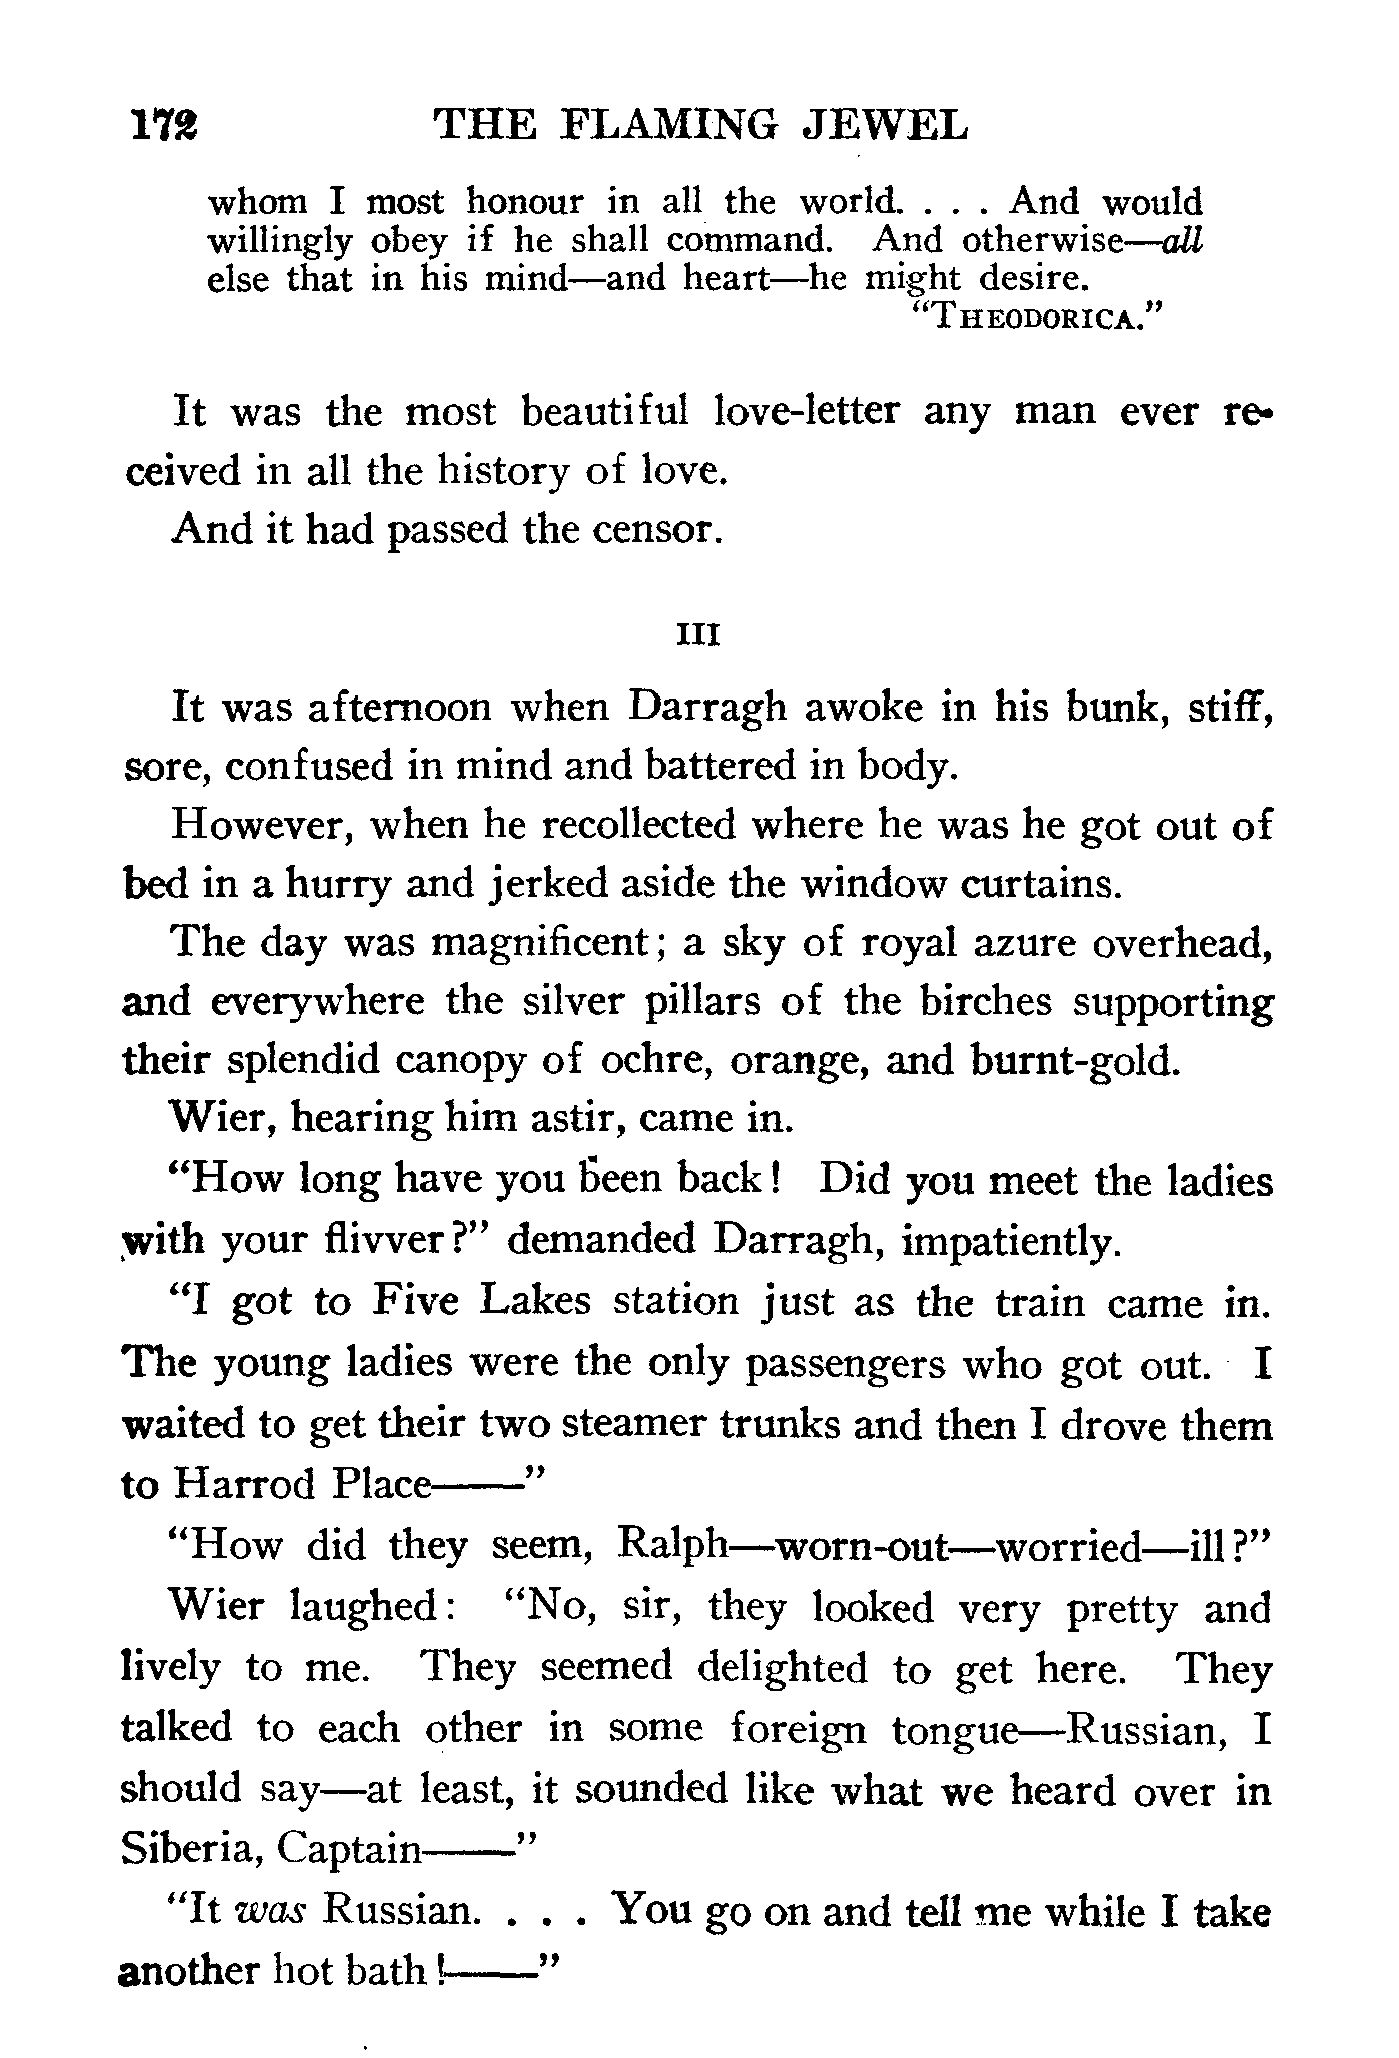 172 THE FLAMING JEWEL
whom I most honour in all the world. . . . And would
willingly obey if he shall command. And otherwise—all
else that in his mind—and heart—he might desire.
“THEODORICA.”
It was the most beautiful love-letter any man ever re-
ceived in all the history of love.
And it had passed the censor.
III
It was afternoon when Darragh awoke in his bunk, stiff,
sore, confused in mind and battered in body.
However, when he recollected where he was he got out of
bed in a hurry and jerked aside the window curtains.
The day was magnificent; a sky of royal azure overhead,
and everywhere the silver pillars of the birches supporting
their splendid canopy of ochre, orange, and burnt-gold.
Wier, hearing him astir, came in.
“How long have you been back! Did you meet the ladies
with your flivver?” demanded Darragh, impatiently.
“I got to Five Lakes station just as the train came in.
The young ladies were the only passengers who got out. I
waited to get their two steamer trunks and then I drove them
to Harrod Place——”
“How did they seem, Ralph—worn-out—worried—ill?”
Wier laughed: “No, sir, they looked very pretty and
lively to me. They seemed delighted to get here. They
talked to each other in some foreign tongue—Russian, I
should say—at least, it sounded like what we heard over in
Siberia, Captain——”
“It was Russian. . . . You go on and tell me while I take
another hot bath!——”